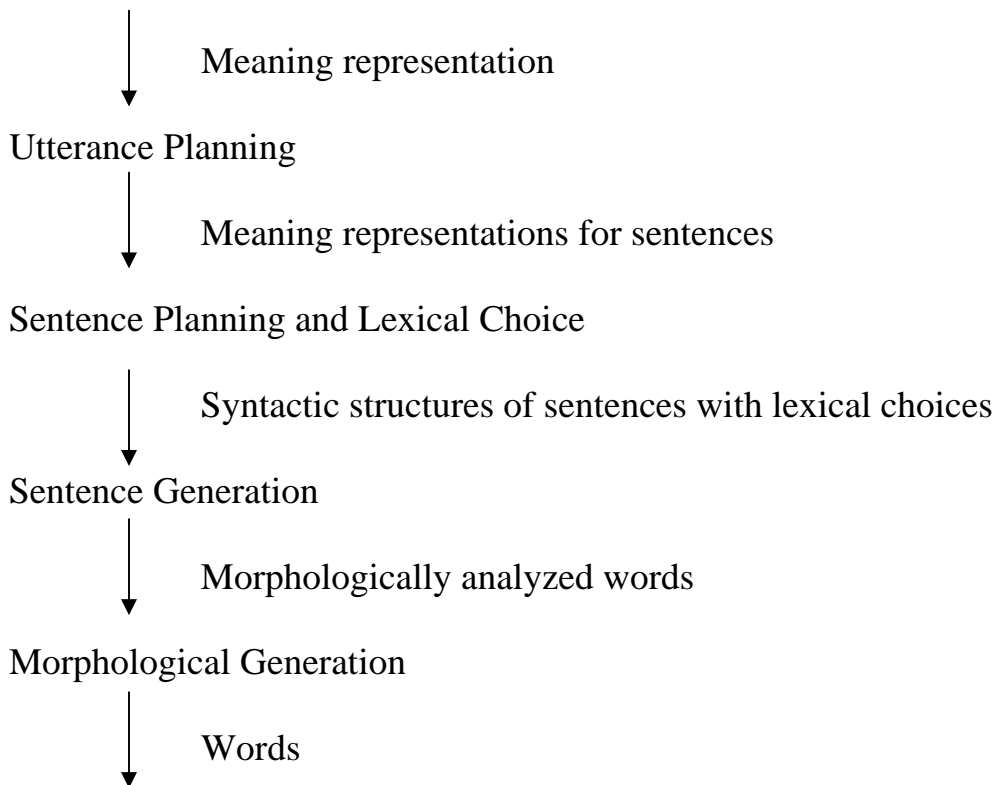 Meaning representation
Utterance Planning
Meaning representations for sentences
Sentence Planning and Lexical Choice
Syntactic structures of sentences with lexical choices
Sentence Generation
Morphologically analyzed words
Morphological Generation
Words